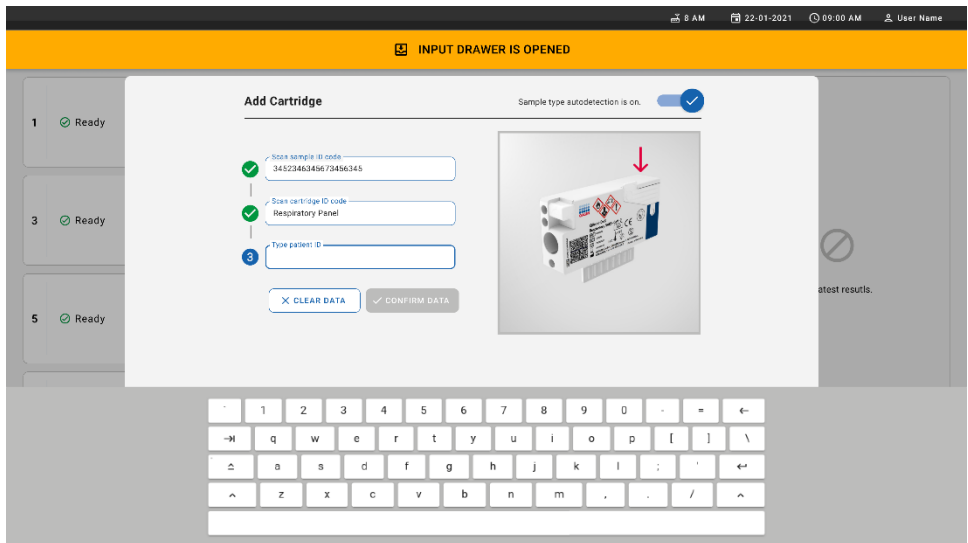 8 AM 22-01-2021 09:00 AM User Name
INPUT DRAWER IS OPENED
Add Cartridge
Sample type autodetection is on.
1 Ready
Scan sample ID code
3452346345673456345
Scan cartridge ID code
Respiratory Panel
3 Ready
Type patient ID
3
atest resutls.
CLEAR DATA
CONFIRM DATA
5 Ready
` 1 2 3 4 5 6 7 8 9 0 - =
q w e r t y u i o p [ ] \
a s d f g h j k l ; '
z x c v b n m , . /